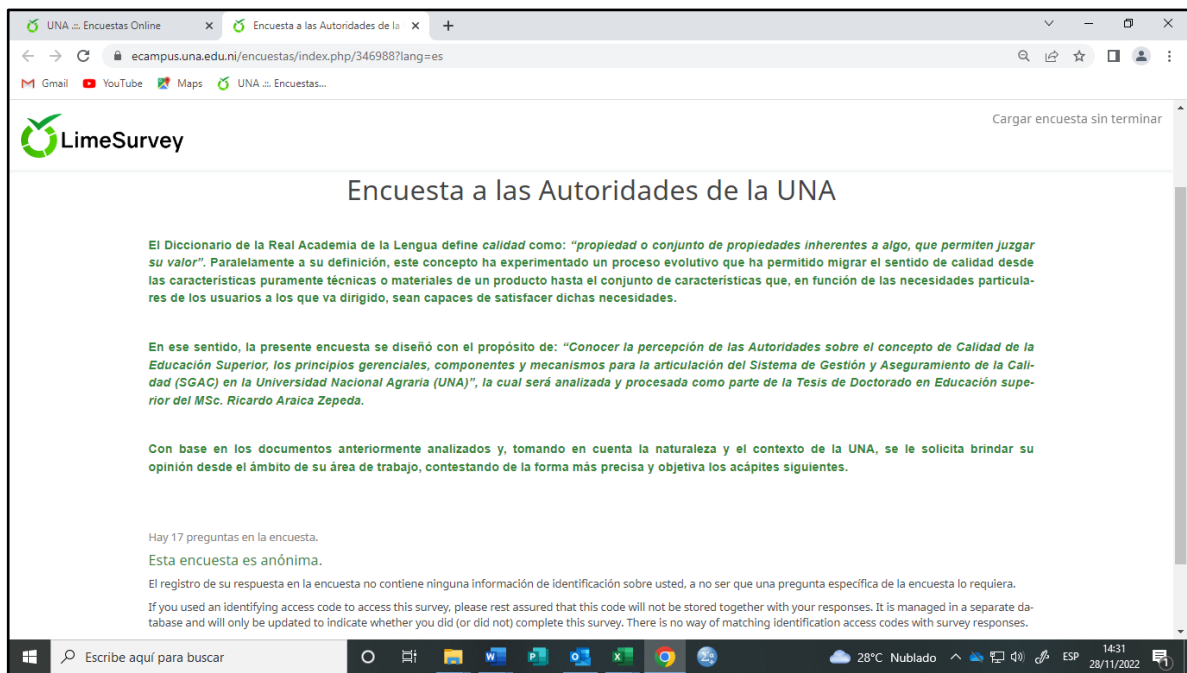 UNA .::. Encuestas Online
Encuesta a las Autoridades de la
ecampus.una.edu.ni/encuestas/index.php/346988?lang=es
Gmail YouTube Maps UNA .::. Encuestas...
LimeSurvey
Cargar encuesta sin terminar
Encuesta a las Autoridades de la UNA
El Diccionario de la Real Academia de la Lengua define calidad como: “propiedad o conjunto de propiedades inherentes a algo, que permiten juzgar
su valor”. Paralelamente a su definición, este concepto ha experimentado un proceso evolutivo que ha permitido migrar el sentido de calidad desde
las características puramente técnicas o materiales de un producto hasta el conjunto de características que, en función de las necesidades particula-
res de los usuarios a los que va dirigido, sean capaces de satisfacer dichas necesidades.
En ese sentido, la presente encuesta se diseñó con el propósito de: “Conocer la percepción de las Autoridades sobre el concepto de Calidad de la
Educación Superior, los principios gerenciales, componentes y mecanismos para la articulación del Sistema de Gestión y Aseguramiento de la Cali-
dad (SGAC) en la Universidad Nacional Agraria (UNA)”, la cual será analizada y procesada como parte de la Tesis de Doctorado en Educación supe-
rior del MSc. Ricardo Araica Zepeda.
Con base en los documentos anteriormente analizados y, tomando en cuenta la naturaleza y el contexto de la UNA, se le solicita brindar su
opinión desde el ámbito de su área de trabajo, contestando de la forma más precisa y objetiva los acápites siguientes.
Hay 17 preguntas en la encuesta.
Esta encuesta es anónima.
El registro de su respuesta en la encuesta no contiene ninguna información de identificación sobre usted, a no ser que una pregunta específica de la encuesta lo requiera.
If you used an identifying access code to access this survey, please rest assured that this code will not be stored together with your responses. It is managed in a separate da-
tabase and will only be updated to indicate whether you did (or did not) complete this survey. There is no way of matching identification access codes with survey responses.
Escribe aquí para buscar
28°C Nublado
ESP
14:31
28/11/2022